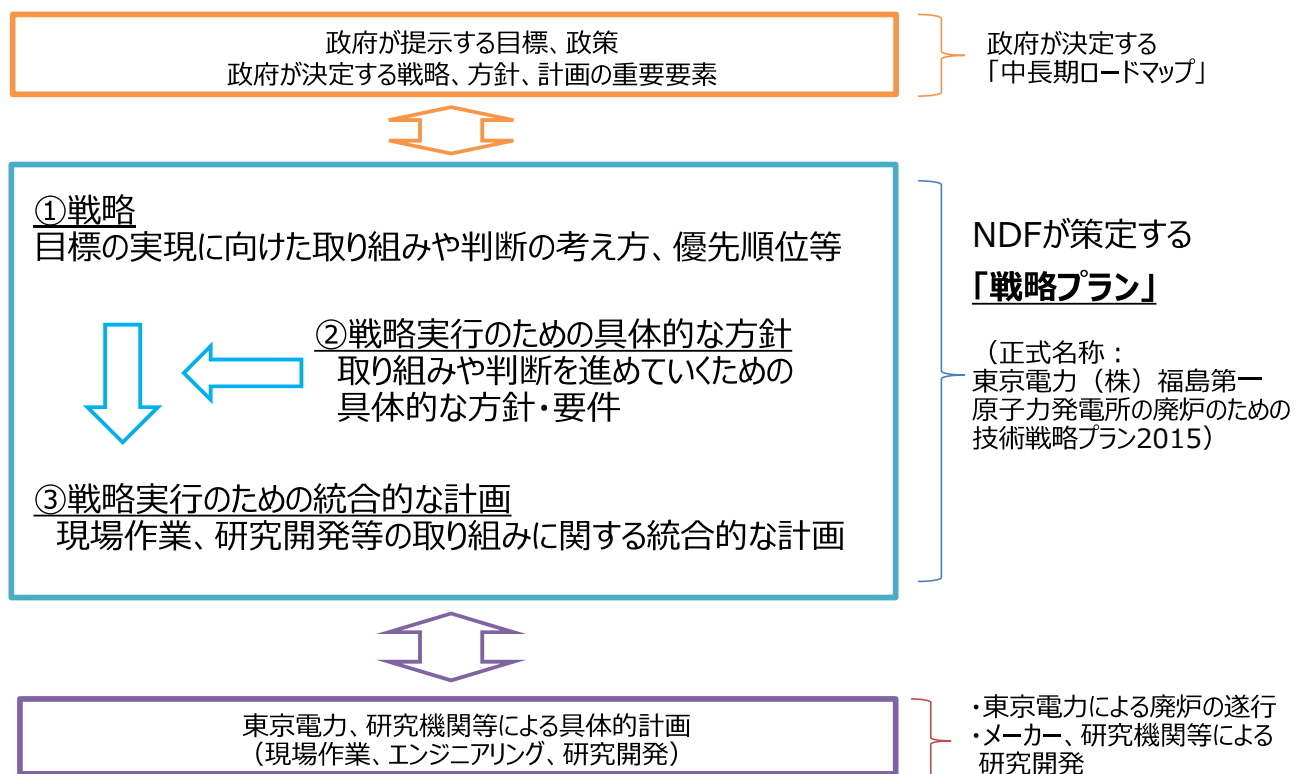 政府が提示する目標、政策
政府が決定する戦略、方針、計画の重要要素
政府が決定する
「中長期ロードマップ」
①戦略
目標の実現に向けた取り組みや判断の考え方、優先順位等
②戦略実行のための具体的な方針
取り組みや判断を進めていくための
具体的な方針・要件
③戦略実行のための統合的な計画
現場作業、研究開発等の取り組みに関する統合的な計画
NDFが策定する
「戦略プラン」
（正式名称：
東京電力（株）福島第一
原子力発電所の廃炉のための
技術戦略プラン2015）
東京電力、研究機関等による具体的計画
（現場作業、エンジニアリング、研究開発）
・東京電力による廃炉の遂行
・メーカー、研究機関等による
研究開発